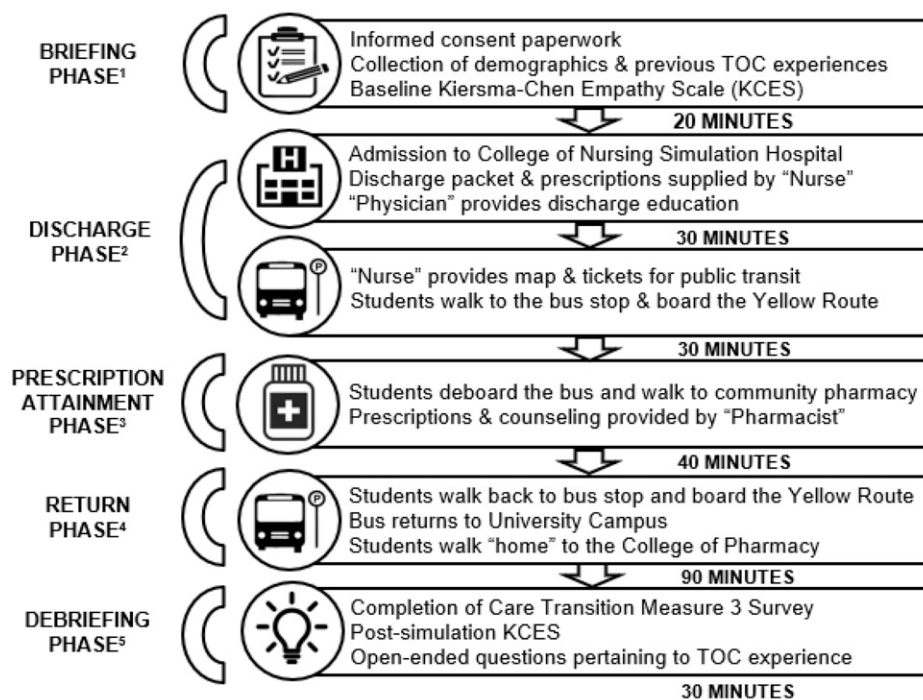 BRIEFING
PHASE¹
Informed consent paperwork
Collection of demographics & previous TOC experiences
Baseline Kiersma-Chen Empathy Scale (KCES)
20 MINUTES
DISCHARGE
PHASE²
H
Admission to College of Nursing Simulation Hospital
Discharge packet & prescriptions supplied by “Nurse”
“Physician” provides discharge education
30 MINUTES
P
“Nurse” provides map & tickets for public transit
Students walk to the bus stop & board the Yellow Route
30 MINUTES
PRESCRIPTION
ATTAINMENT
PHASE³
Students deboard the bus and walk to community pharmacy
Prescriptions & counseling provided by “Pharmacist”
40 MINUTES
RETURN
PHASE⁴
P
Students walk back to bus stop and board the Yellow Route
Bus returns to University Campus
Students walk “home” to the College of Pharmacy
90 MINUTES
DEBRIEFING
PHASE⁵
Completion of Care Transition Measure 3 Survey
Post-simulation KCES
Open-ended questions pertaining to TOC experience
30 MINUTES